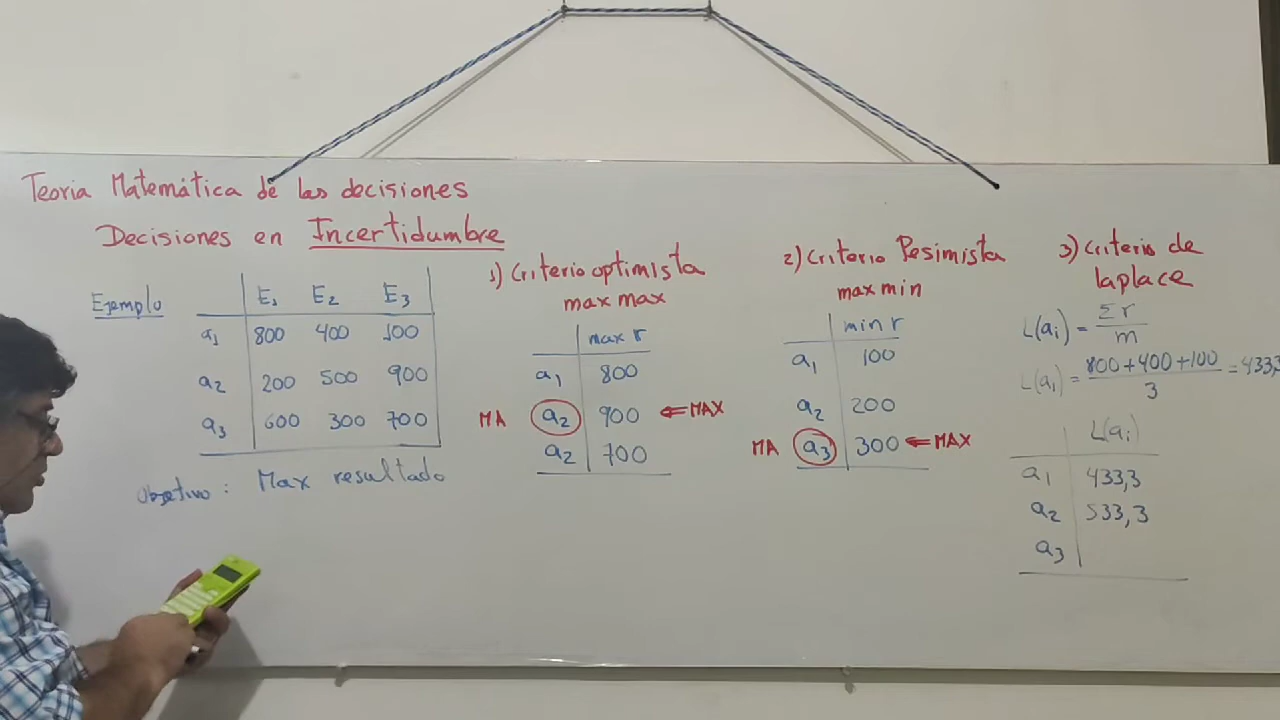 Teoria Matemática de las decisiones
Decisiones en Incertidumbre
Ejemplo
E1 E2 E3
a1 800 400 100
a2 200 500 900
a3 600 300 700
Objetivo: Max resultado
1) Criterio optimista
max max
max r
a1 800
MA a2 900 ⇐MAX
a2 700
2) Criterio Pesimista
max min
min r
a1 100
a2 200
MA a3 300 ⇐MAX
3) Criterio de
laplace
L(ai) = Σr / m
L(a1) = 800+400+100 / 3 = 433,3
L(ai)
a1 433,3
a2 533,3
a3